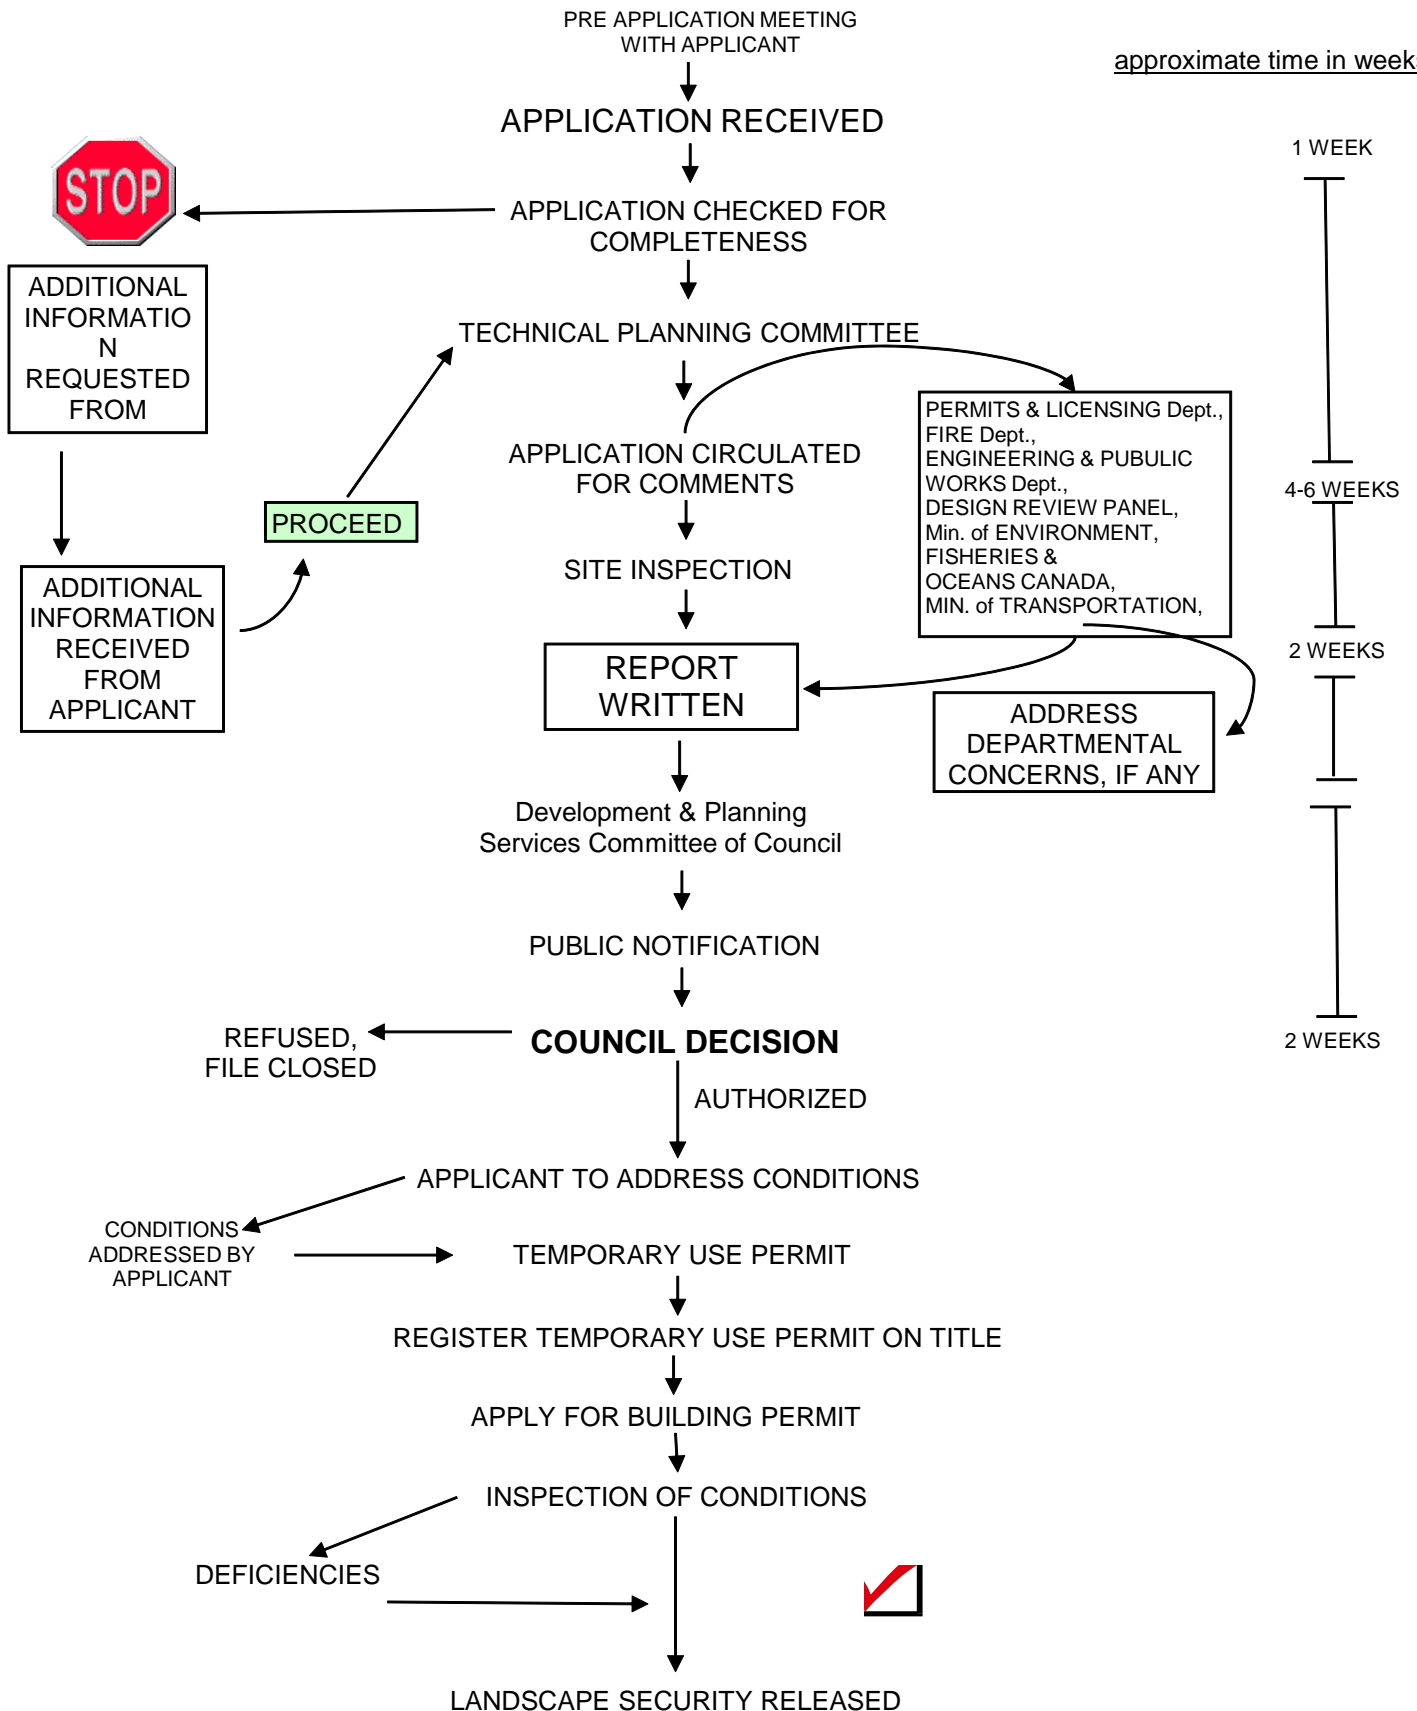 PRE APPLICATION MEETING
WITH APPLICANT
approximate time in weeks
APPLICATION RECEIVED
1 WEEK
STOP
APPLICATION CHECKED FOR
COMPLETENESS
ADDITIONAL
INFORMATIO
N
REQUESTED
FROM
TECHNICAL PLANNING COMMITTEE
PERMITS & LICENSING Dept.,
FIRE Dept.,
ENGINEERING & PUBULIC
WORKS Dept.,
DESIGN REVIEW PANEL,
Min. of ENVIRONMENT,
FISHERIES &
OCEANS CANADA,
MIN. of TRANSPORTATION,
APPLICATION CIRCULATED
FOR COMMENTS
4-6 WEEKS
PROCEED
SITE INSPECTION
ADDITIONAL
INFORMATION
RECEIVED
FROM
APPLICANT
REPORT
WRITTEN
2 WEEKS
ADDRESS
DEPARTMENTAL
CONCERNS, IF ANY
Development & Planning
Services Committee of Council
PUBLIC NOTIFICATION
REFUSED,
FILE CLOSED
COUNCIL DECISION
2 WEEKS
AUTHORIZED
APPLICANT TO ADDRESS CONDITIONS
CONDITIONS
ADDRESSED BY
APPLICANT
TEMPORARY USE PERMIT
REGISTER TEMPORARY USE PERMIT ON TITLE
APPLY FOR BUILDING PERMIT
INSPECTION OF CONDITIONS
DEFICIENCIES
LANDSCAPE SECURITY RELEASED